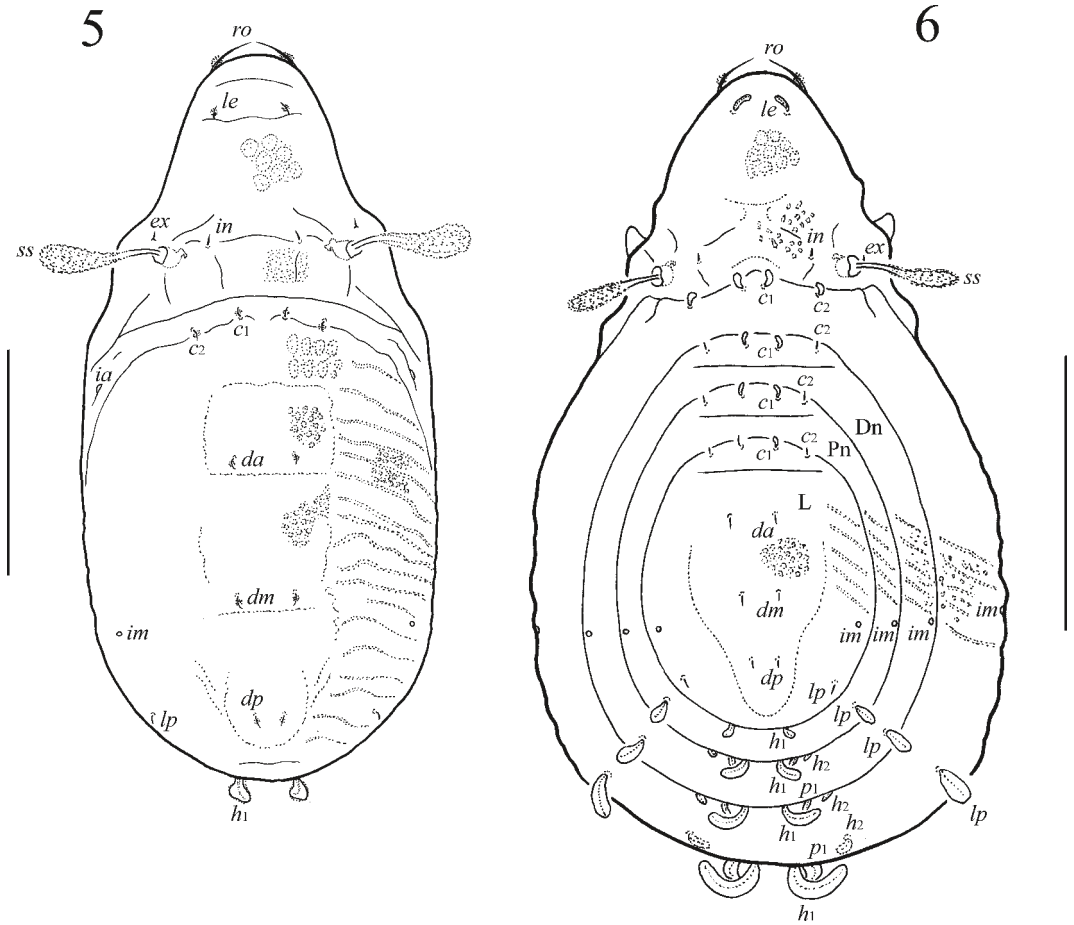 5
ro
le
ex
in
ss
c1
c2
ia
da
dm
im
dp
lp
h1
6
ro
le
in
ex
ss
c1
c2
c2
c1
c2
c1
Dn
c2
c1
Pn
L
da
dm
im
im
im
im
dp
lp
lp
lp
lp
h1
h2
h1
p1
h2
h1
h2
p1
h1